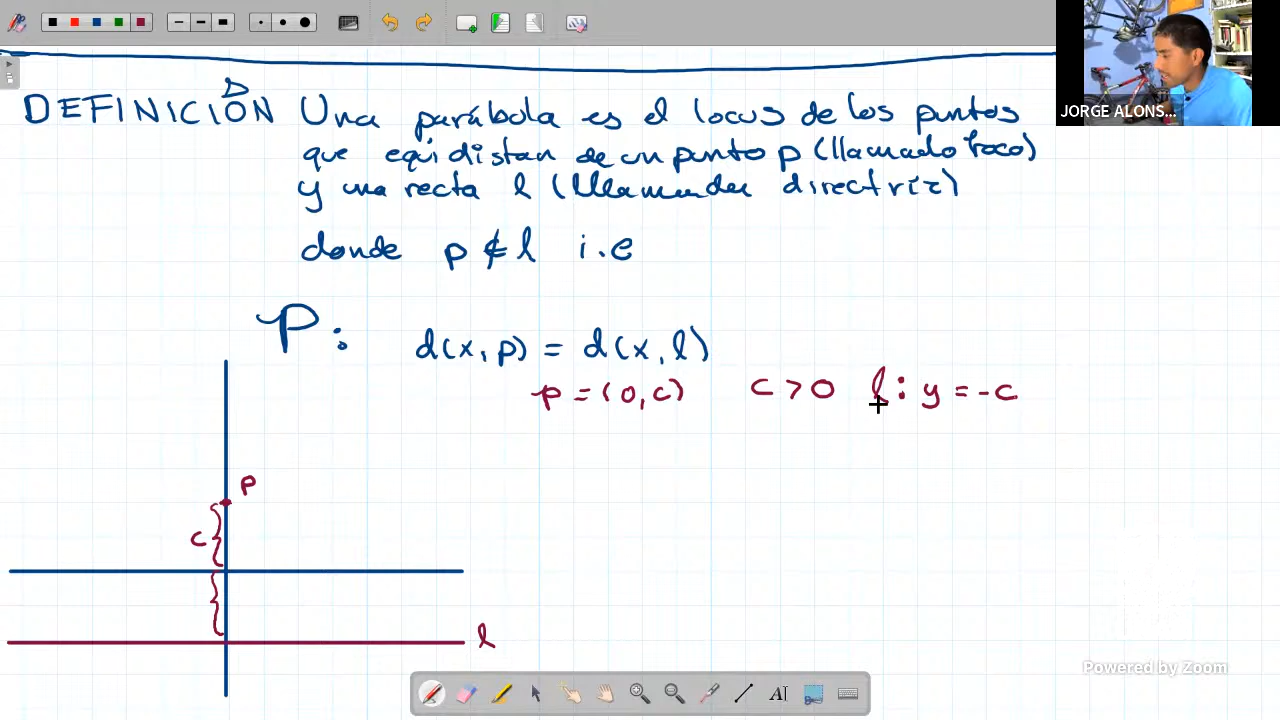 JORGE ALONS...
DEFINICIÓN Una parábola es el locus de los puntos
que equidistan de un punto p (llamado foco)
y una recta l (llamada directriz)
donde p ∉ l i.e
P:
d(x, p) = d(x, l)
p = (0, c) c > 0 l: y = -c
p
c
l
Powered by Zoom